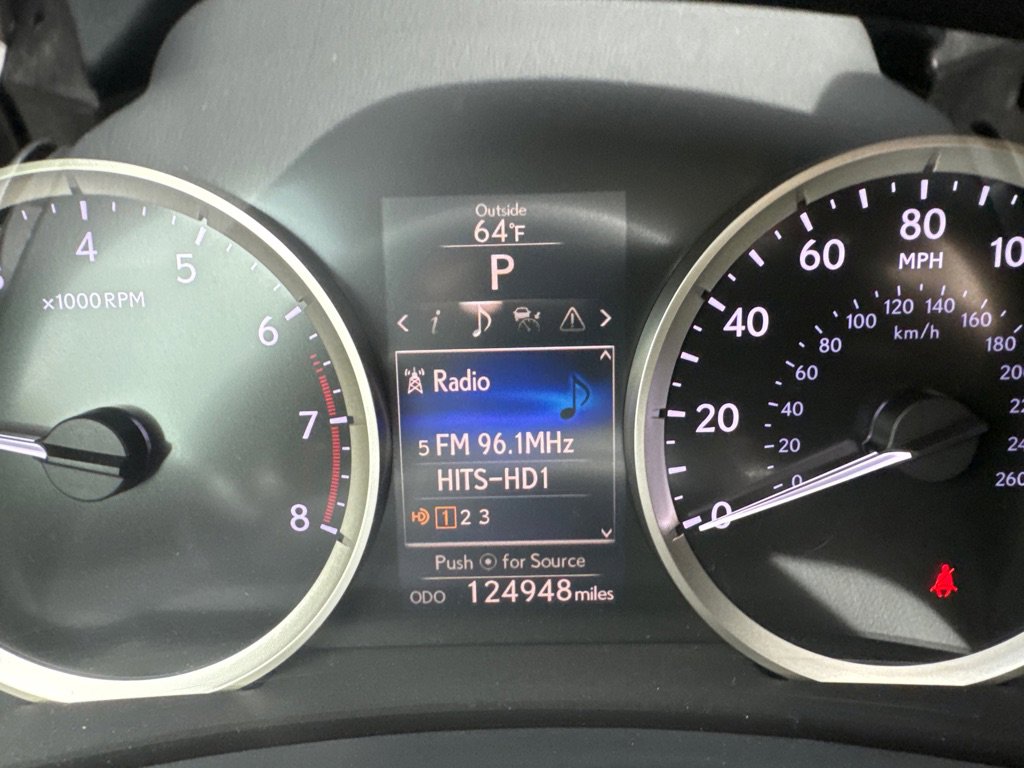 4
5
×1000 RPM
6
7
8
Outside
64°F
P
i
Radio
5 FM 96.1MHz
HITS-HD1
HD 1 2 3
Push for Source
ODO 124948 miles
80
60
MPH
40
120 140
100 160
km/h
80 180
60
20 40
20
0 0
260